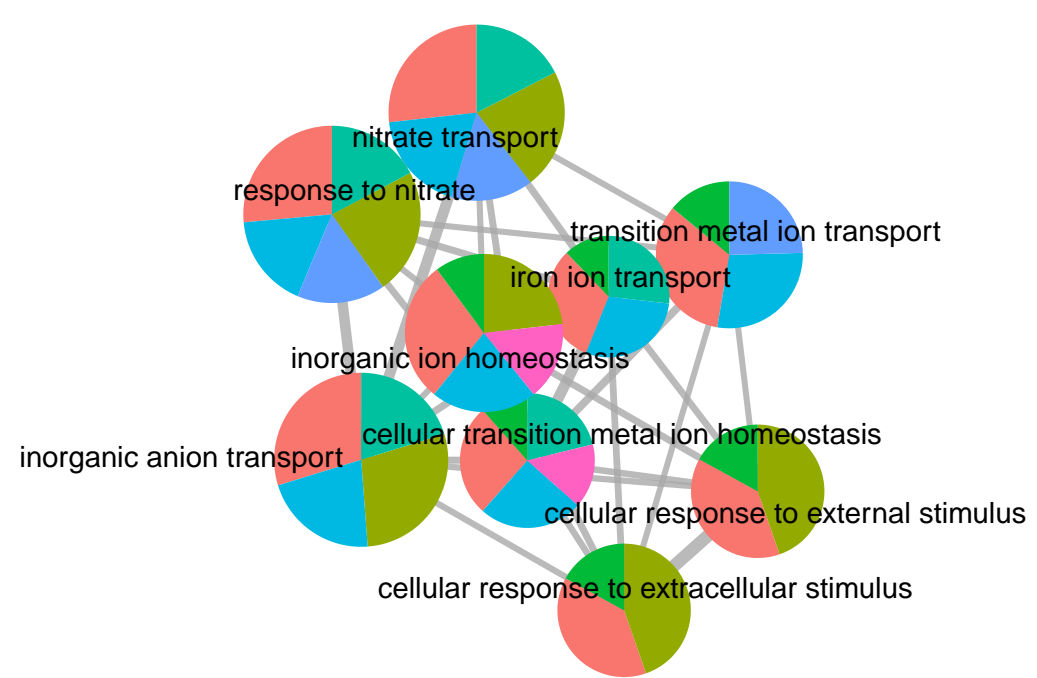 nitrate transport
response to nitrate
transition metal ion transport
iron ion transport
inorganic ion homeostasis
cellular transition metal ion homeostasis
inorganic anion transport
cellular response to external stimulus
cellular response to extracellular stimulus